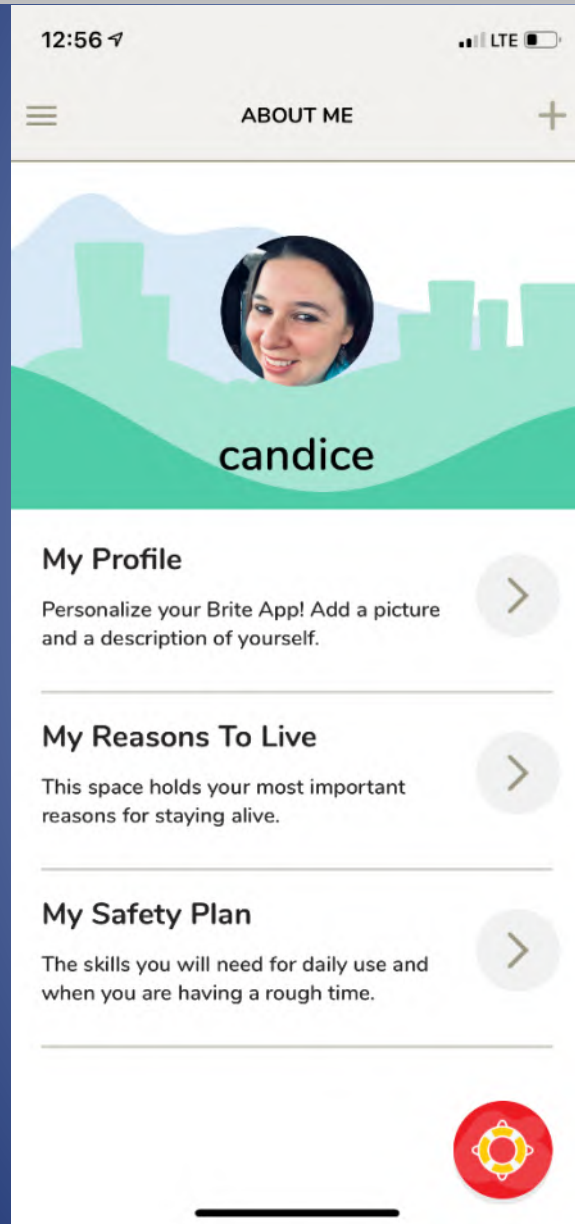 12:56
LTE
ABOUT ME
candice
My Profile
Personalize your Brite App! Add a picture
and a description of yourself.
My Reasons To Live
This space holds your most important
reasons for staying alive.
My Safety Plan
The skills you will need for daily use and
when you are having a rough time.